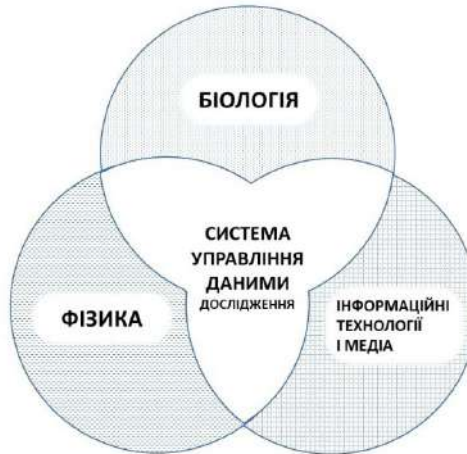 БІОЛОГІЯ
СИСТЕМА
УПРАВЛІННЯ
ДАНИМИ
ДОСЛІДЖЕННЯ
ФІЗИКА
ІНФОРМАЦІЙНІ
ТЕХНОЛОГІЇ
І МЕДІА